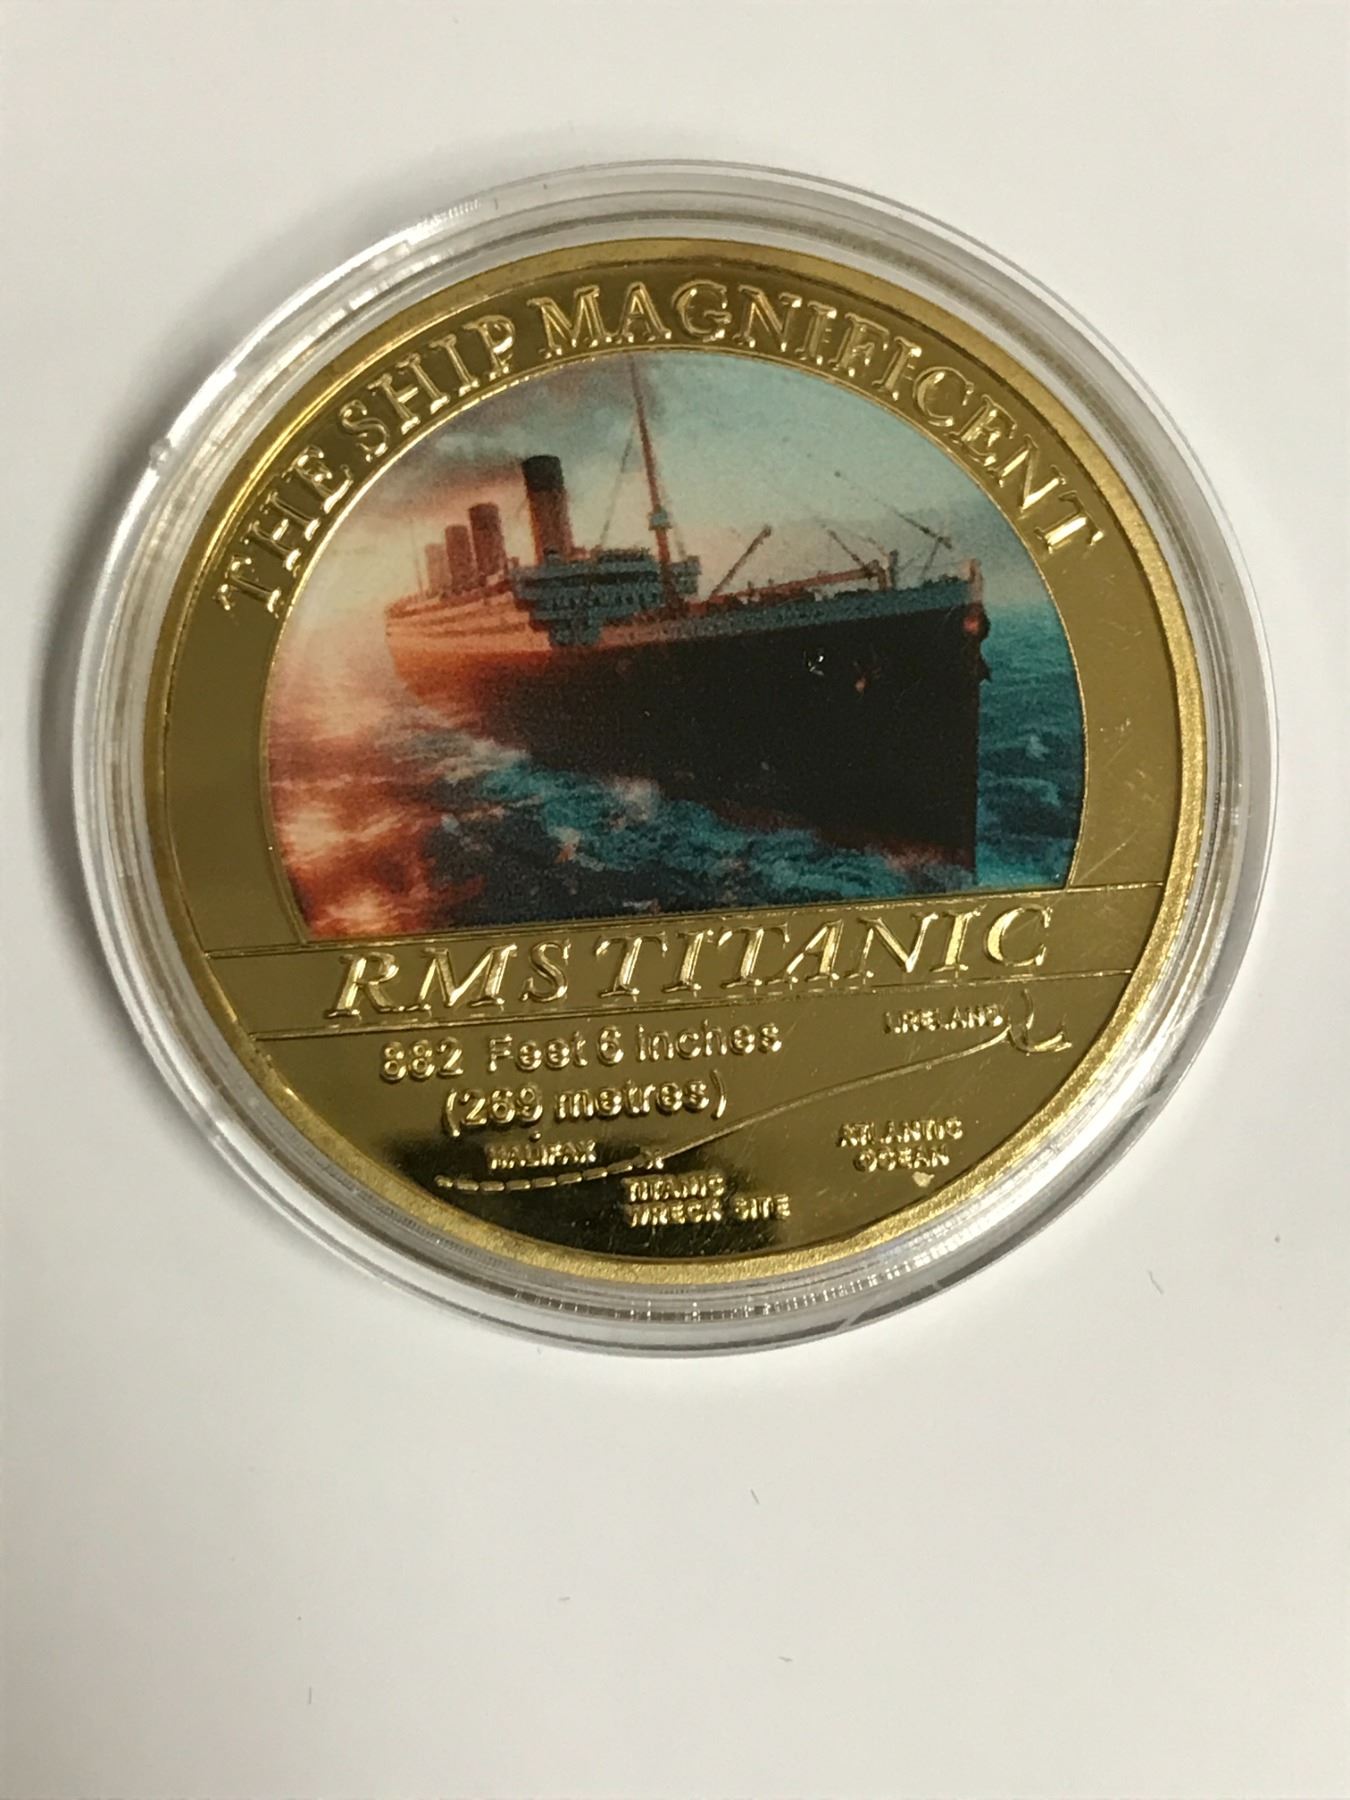 THE SHIP MAGNIFICENT
RMS TITANIC
882 Feet 6 inches
(269 metres)
IRELAND
HALIFAX
ATLANTIC
OCEAN
TITANIC
WRECK SITE